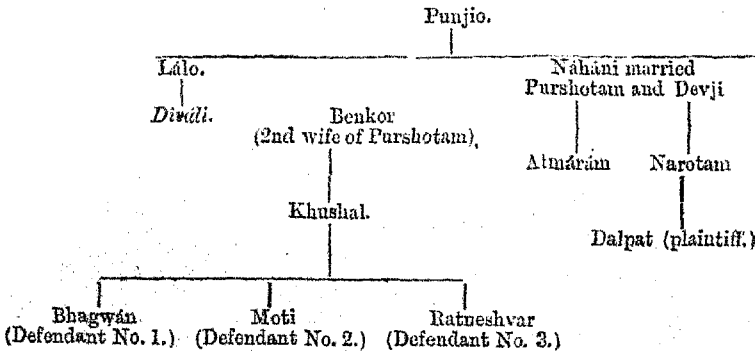 Punjio.
Lálo.
Náháni married
Purshotam and Devji
Diváli.
Benkor
(2nd wife of Purshotam).
Atmárám
Narotam
Khushal.
Dalpat (plaintiff.)
Bhagwán
(Defendant No. 1.)
Moti
(Defendant No. 2.)
Ratneshvar
(Defendant No. 3.)